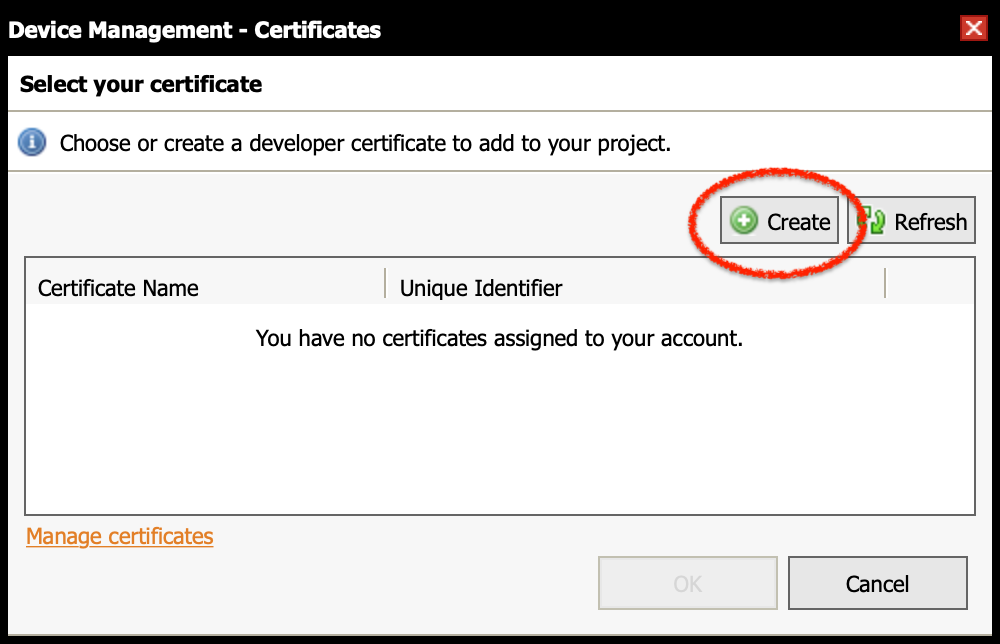 Device Management - Certificates
Select your certificate
Choose or create a developer certificate to add to your project.
Create Refresh
Certificate Name Unique Identifier
You have no certificates assigned to your account.
Manage certificates
OK Cancel